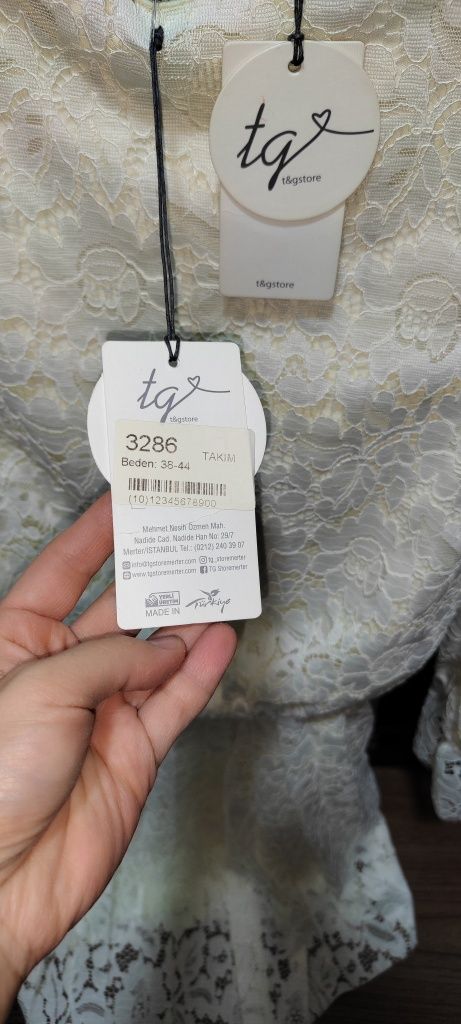 tg
t&gstore
t&gstore
tg
t&gstore
3286 TAKIM
Beden: 38-44
(10)12345678900
Mehmet Nesih Özmen Mah.
Nadide Cad. Nadide Han No: 29/7
Merter/İSTANBUL Tel.: (0212) 240 39 07
info@tgstoremerter.com tg_storemerter
www.tgstoremerter.com TG Storemerter
YERLİ ÜRETİM
MADE IN Türkiye